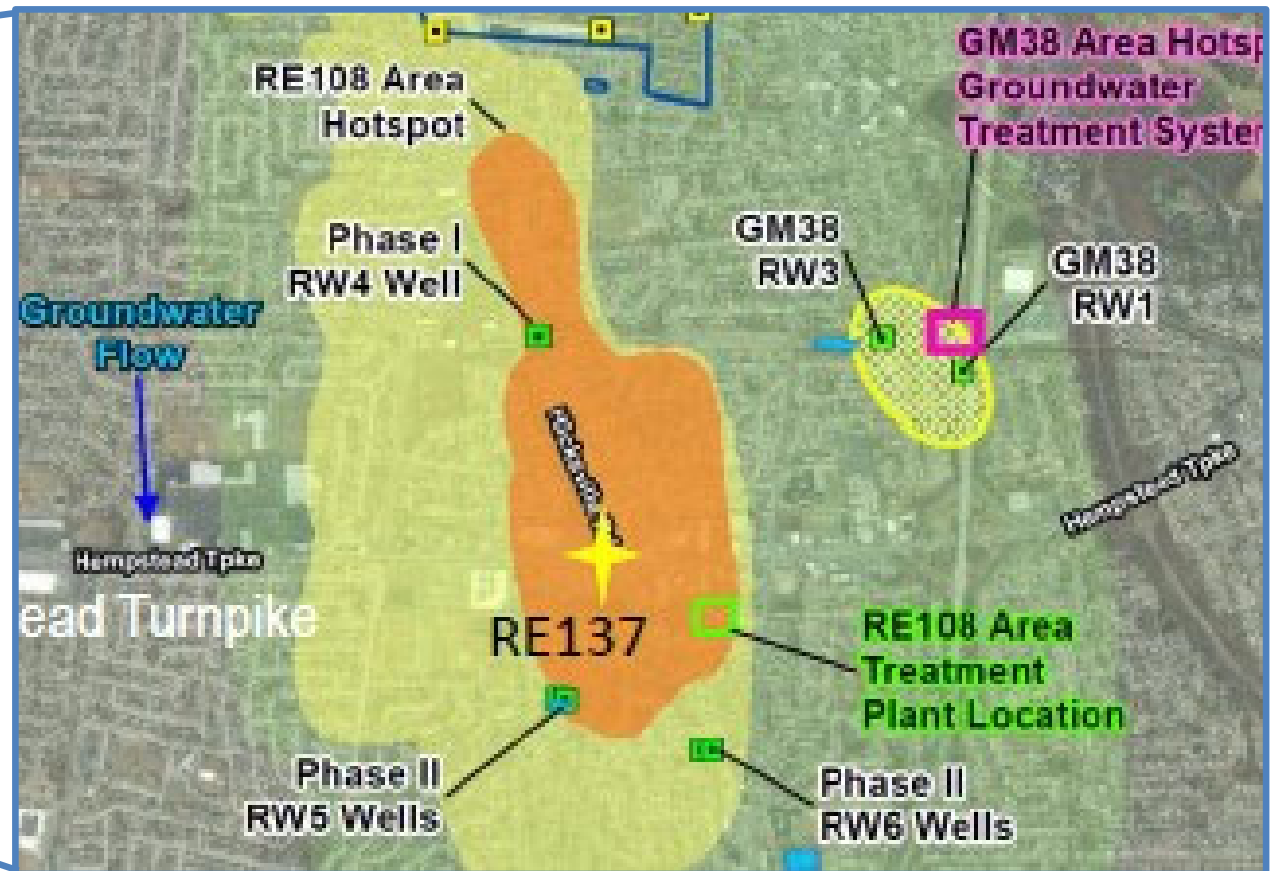 RE108 Area
Hotspot
GM38 Area Hotsp
Groundwater
Treatment System
Phase I
RW4 Well
GM38
RW3
GM38
RW1
Groundwater
Flow
Hempstead Tpke
Hempstead Tpke
ead Turnpike
RE137
RE108 Area
Treatment
Plant Location
Phase II
RW5 Wells
Phase II
RW6 Wells